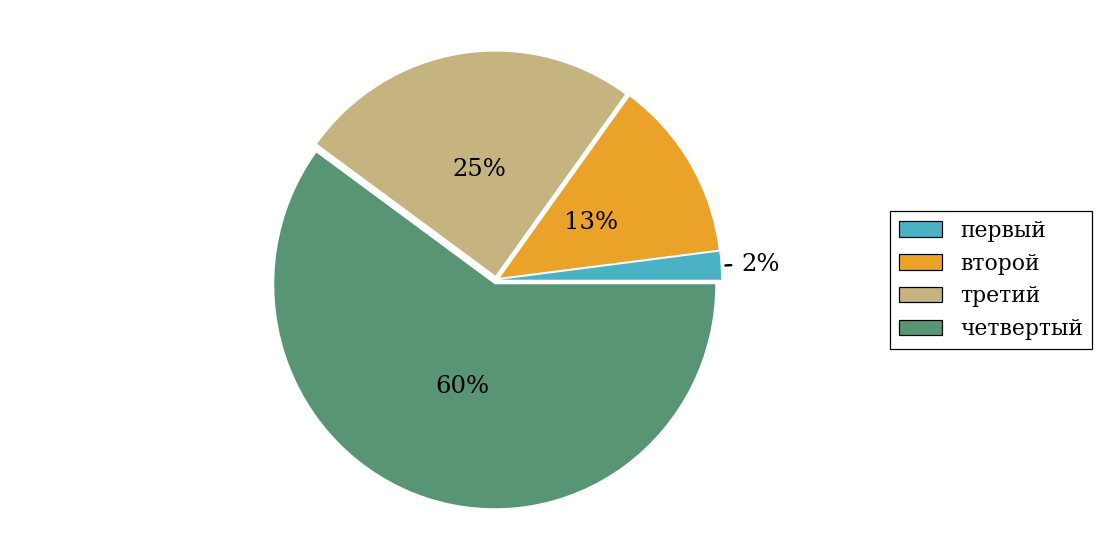 25%
13%
2%
60%
первый
второй
третий
четвертый